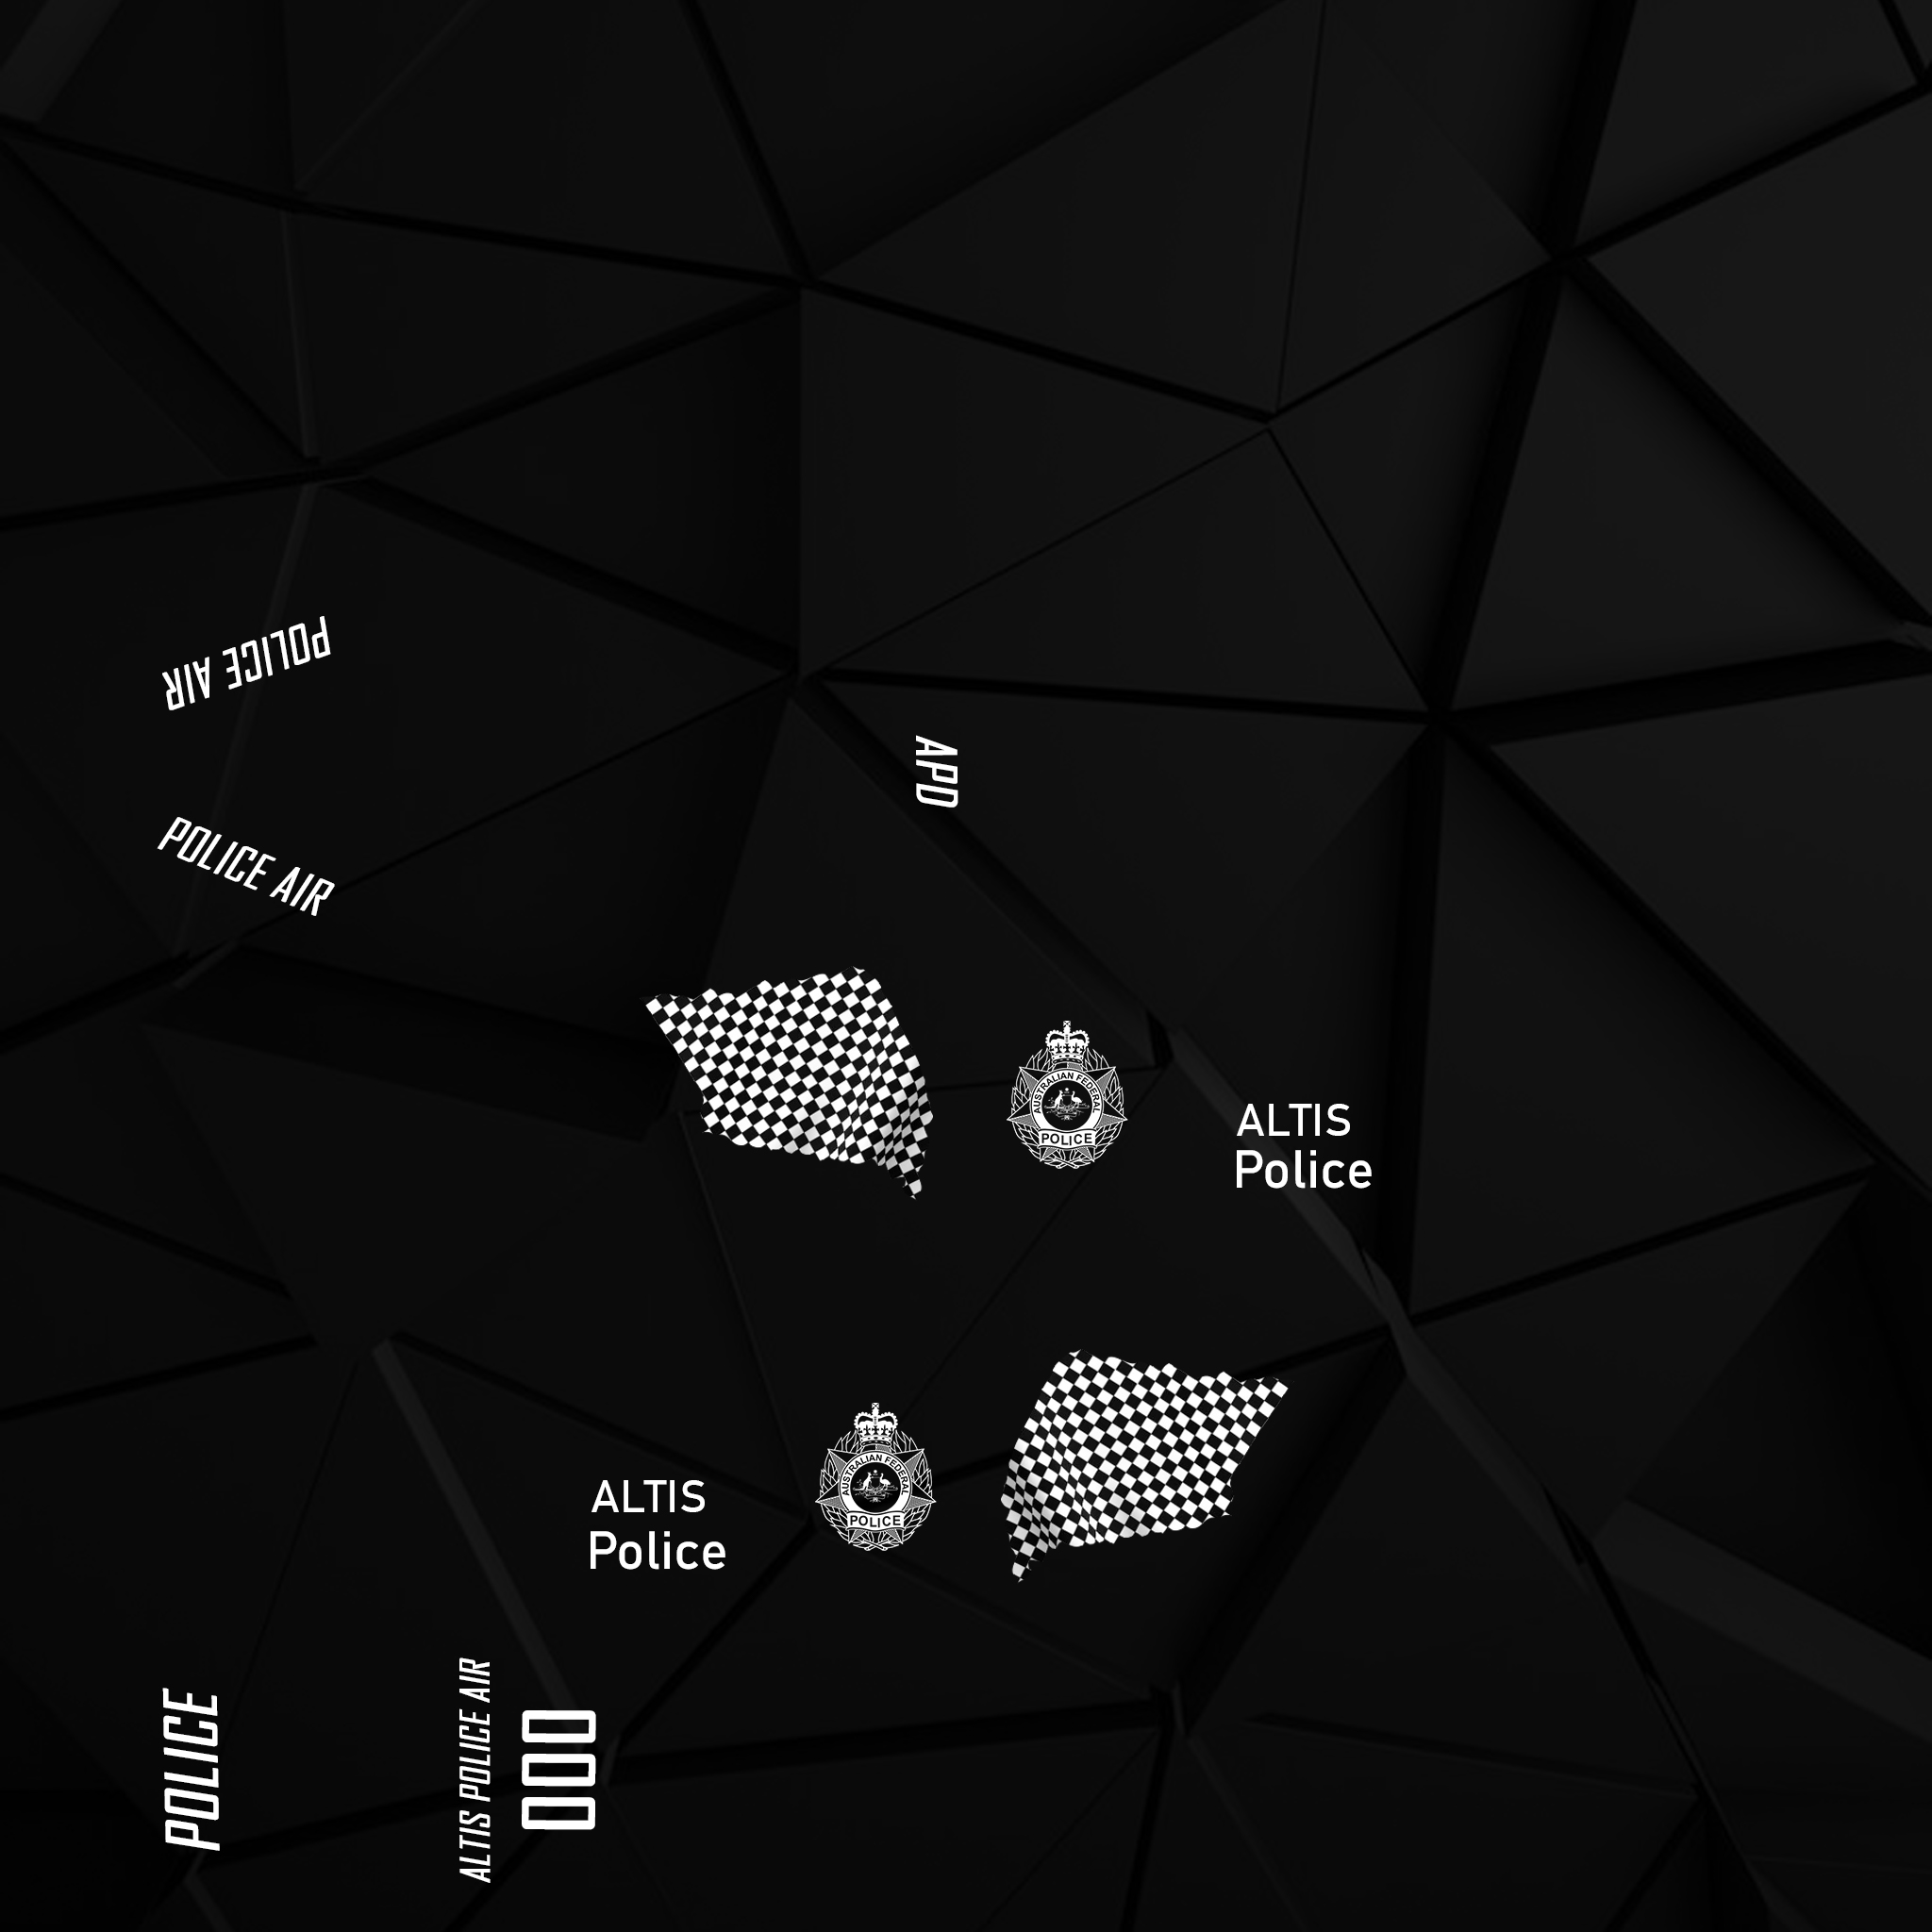 POLICE AIR
APD
POLICE AIR
AUSTRALIAN FEDERAL
POLICE
ALTIS
Police
ALTIS
Police
AUSTRALIAN FEDERAL
POLICE
POLICE
ALTIS POLICE AIR
000